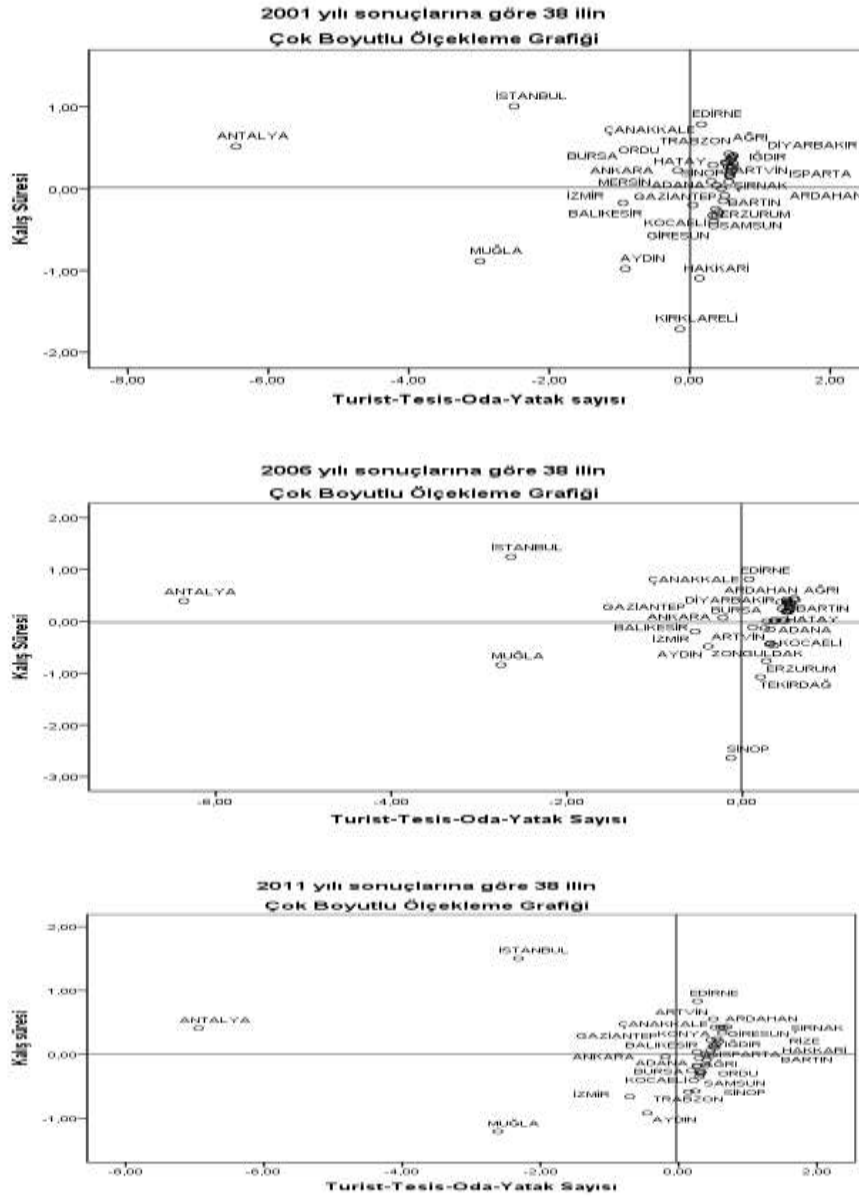 2001 yılı sonuçlarına göre 38 ilin
Çok Boyutlu Ölçekleme Grafiği
Kalış Süresi
1,00
0,00
-1,00
-2,00
İSTANBUL
ANTALYA
EDİRNE
ÇANAKKALE
TRABZON AĞRI
ORDU DİYARBAKIR
BURSA HATAY IĞDIR
ANKARA SİNOP ARTVİN ISPARTA
MERSİN ADANA ŞIRNAK
İZMİR GAZİANTEP BARTIN ARDAHAN
BALIKESİR ERZURUM
KOCAELİ SAMSUN
GİRESUN
MUĞLA
AYDIN HAKKARİ
KIRKLARELİ
-8,00 -6,00 -4,00 -2,00 0,00 2,00
Turist-Tesis-Oda-Yatak sayısı
2006 yılı sonuçlarına göre 38 ilin
Çok Boyutlu Ölçekleme Grafiği
Kalış Süresi
2,00
1,00
0,00
-1,00
-2,00
-3,00
İSTANBUL
ANTALYA
EDİRNE
ÇANAKKALE
ARDAHAN AĞRI
DİYARBAKIR
GAZİANTEP BURSA BARTIN
ANKARA HATAY
BALIKESİR ADANA
İZMİR ARTVİN KOCAELİ
AYDIN ZONGULDAK
MUĞLA
ERZURUM
TEKİRDAĞ
SİNOP
-6,00 -4,00 -2,00 0,00
Turist-Tesis-Oda-Yatak Sayısı
2011 yılı sonuçlarına göre 38 ilin
Çok Boyutlu Ölçekleme Grafiği
Kalış süresi
2,00
1,00
0,00
-1,00
İSTANBUL
ANTALYA
EDİRNE
ARTVİN ARDAHAN
ÇANAKKALE ŞIRNAK
GAZİANTEP KONYA GİRESUN RİZE
BALIKESİR IĞDIR HAKKARİ
ANKARA ISPARTA BARTIN
ADANA AĞRI
BURSA ORDU
KOCAELİ SAMSUN
İZMİR SİNOP
TRABZON
AYDIN
MUĞLA
-8,00 -6,00 -4,00 -2,00 0,00 2,00
Turist-Tesis-Oda-Yatak sayısı